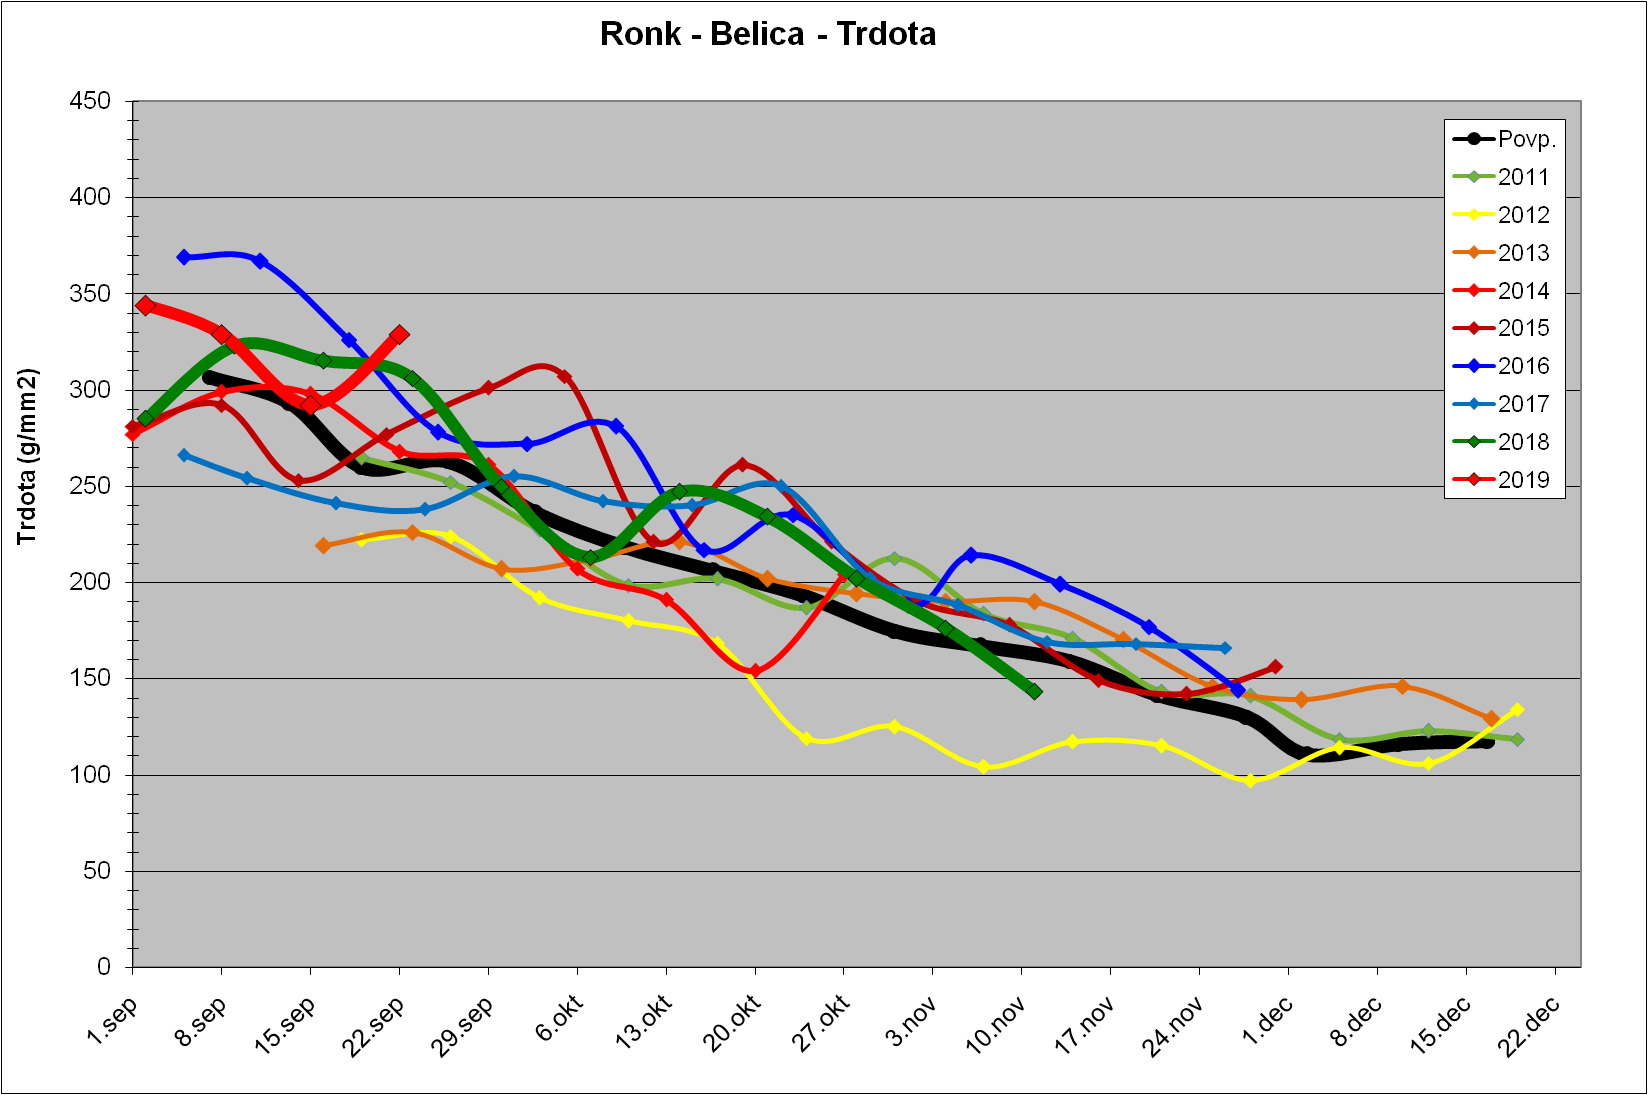 Ronk - Belica - Trdota
Trdota (g/mm2)
450
400
350
300
250
200
150
100
50
0
1.sep
8.sep
15.sep
22.sep
29.sep
6.okt
13.okt
20.okt
27.okt
3.nov
10.nov
17.nov
24.nov
1.dec
8.dec
15.dec
22.dec
Povp.
2011
2012
2013
2014
2015
2016
2017
2018
2019